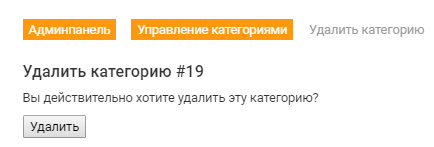 Админпанель Управление категориями Удалить категорию
Удалить категорию #19
Вы действительно хотите удалить эту категорию?
Удалить